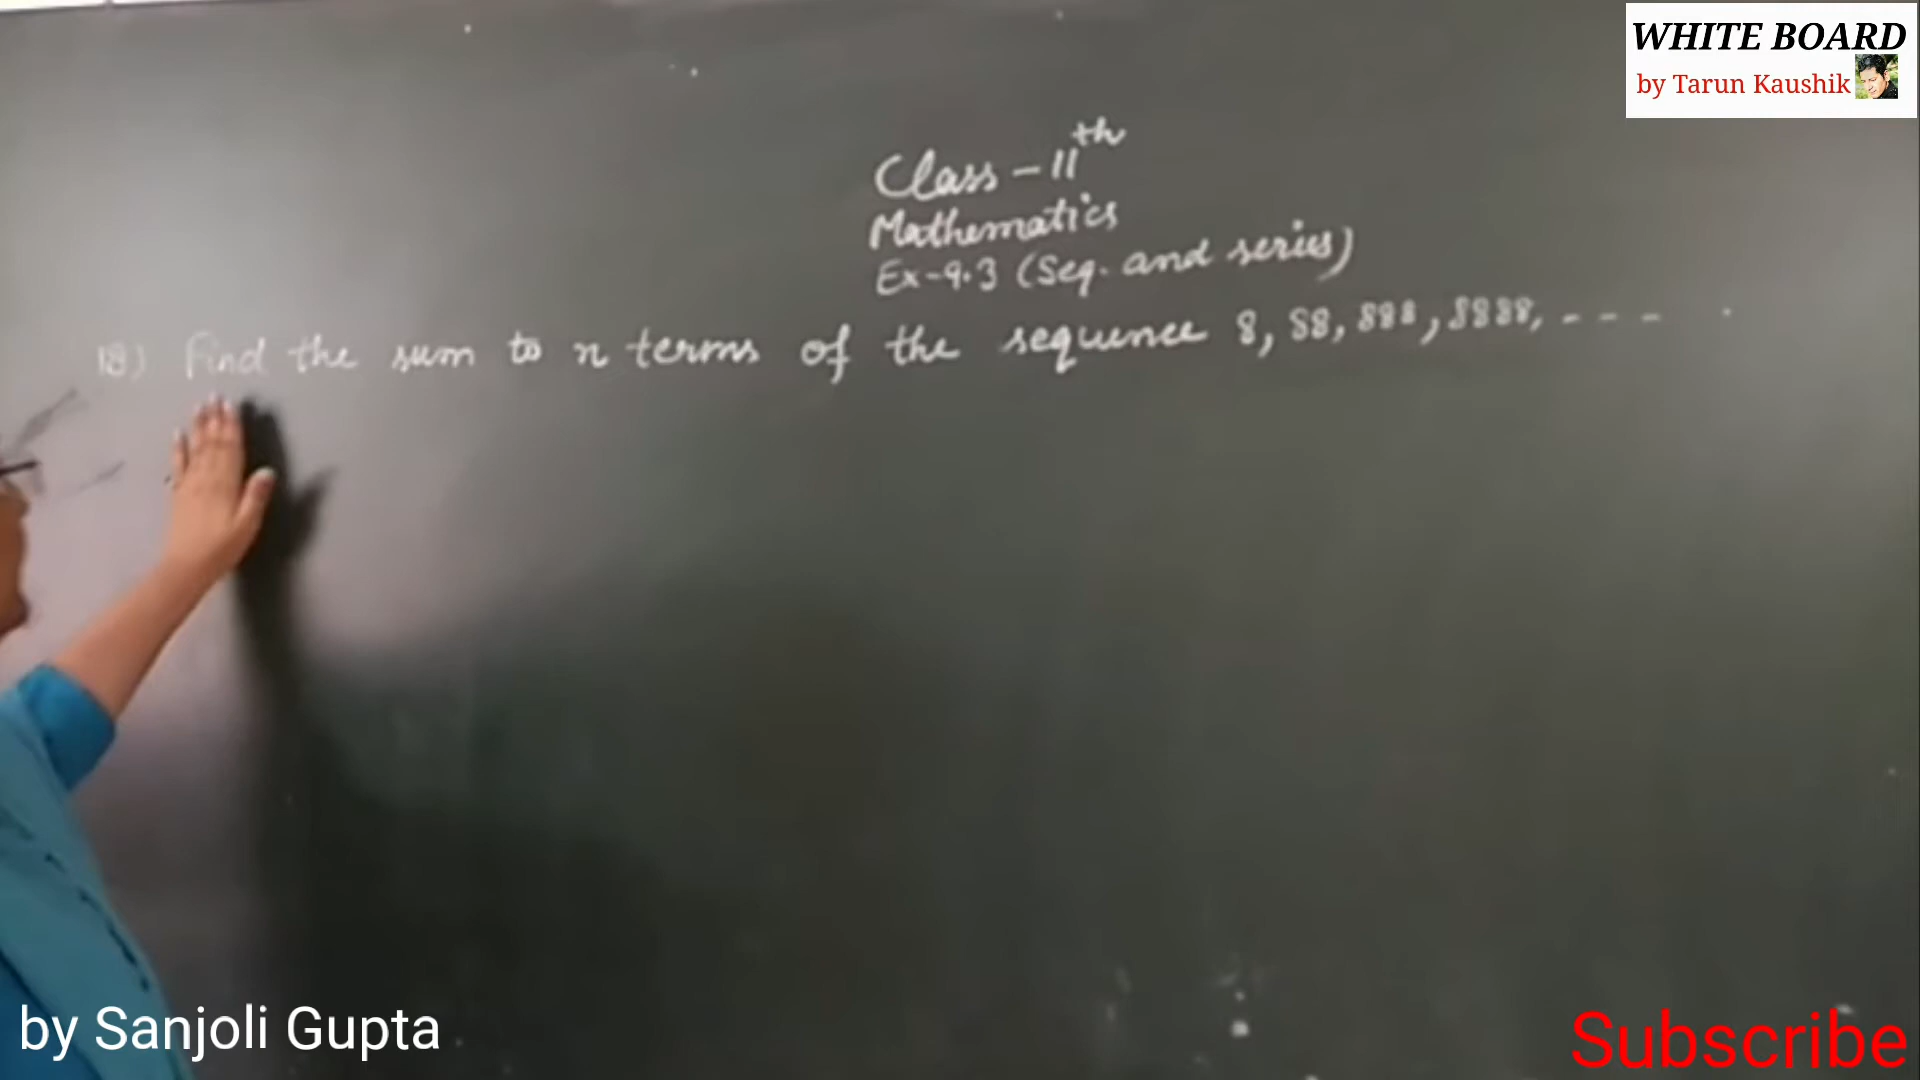 WHITE BOARD
by Tarun Kaushik
Class - 11th
Mathematics
Ex-9.3 (Seq. and series)
18) Find the sum to n terms of the sequence 8, 88, 888, 8888, - - - -
by Sanjoli Gupta
Subscribe